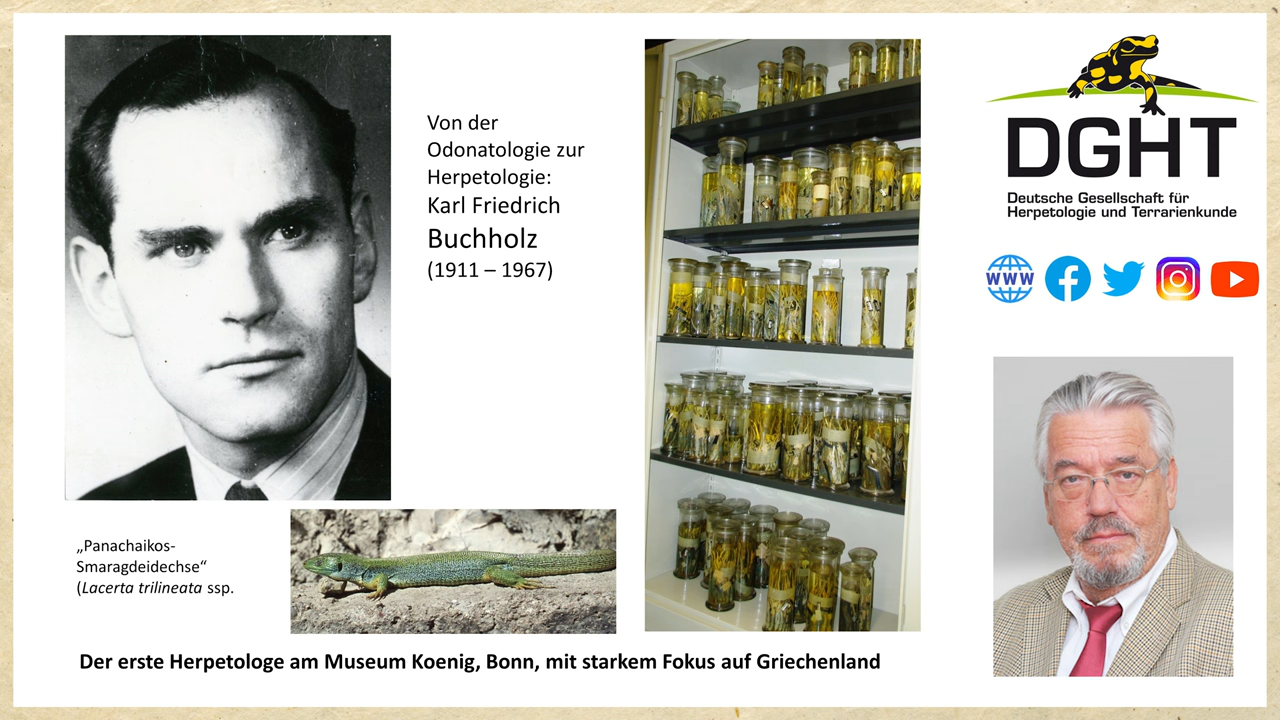 Von der
Odonatologie zur
Herpetologie:
Karl Friedrich
Buchholz
(1911 – 1967)
„Panachaikos-
Smaragdeidechse“
(Lacerta trilineata ssp.
Der erste Herpetologe am Museum Koenig, Bonn, mit starkem Fokus auf Griechenland
DGHT
Deutsche Gesellschaft für
Herpetologie und Terrarienkunde
WWW